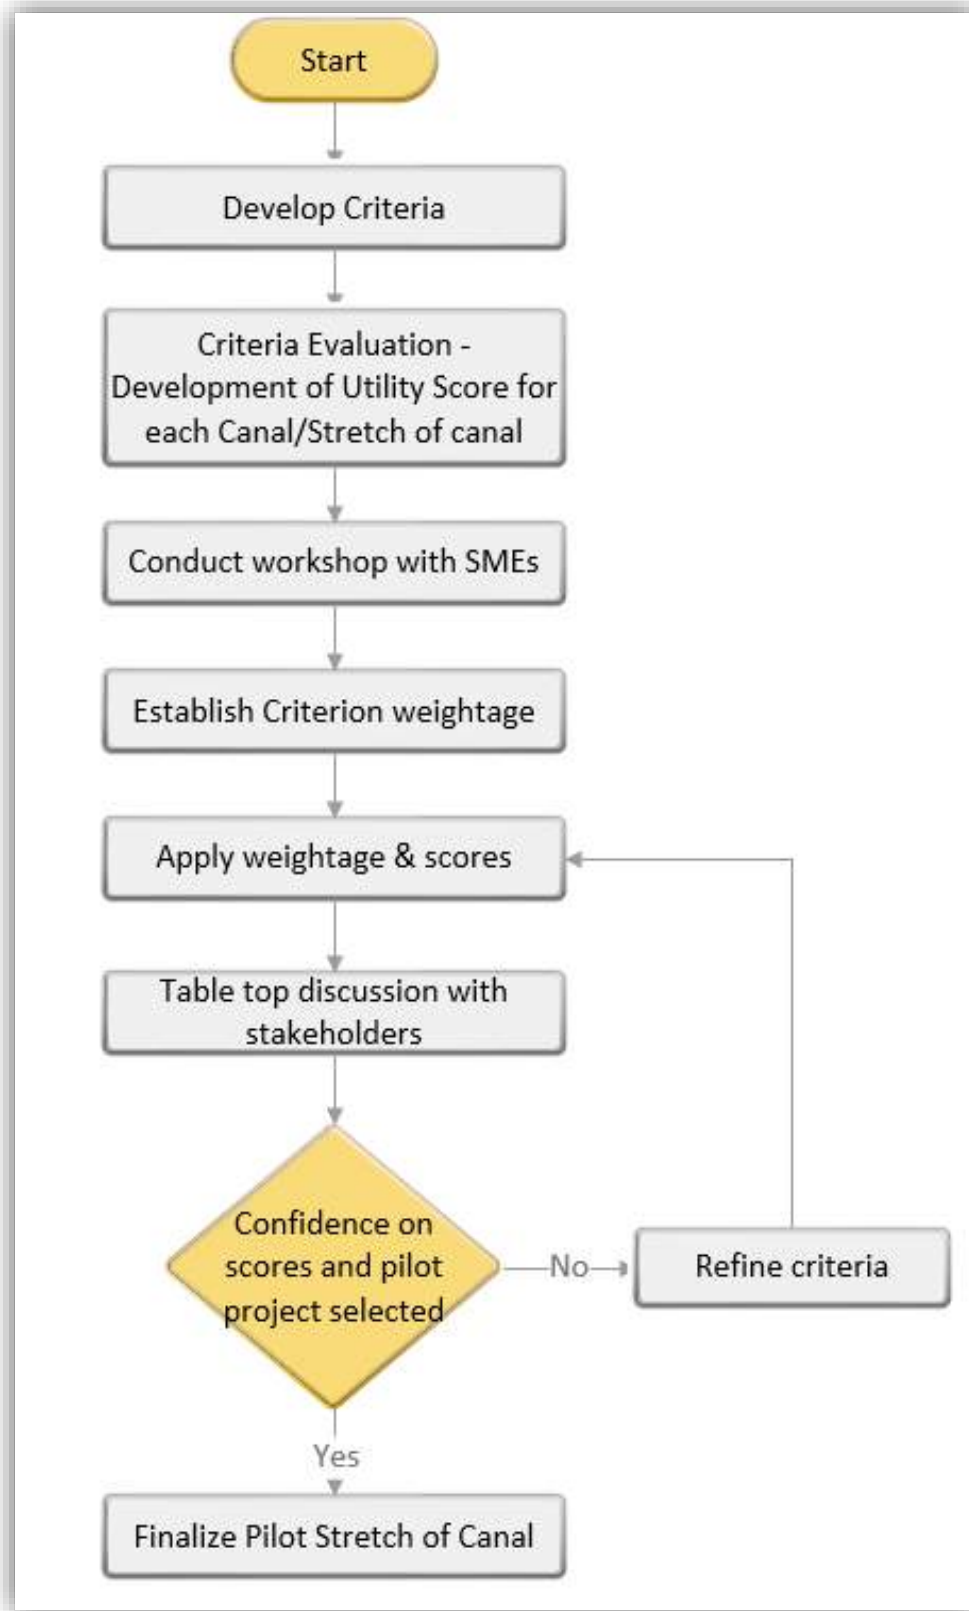 Start
Develop Criteria
Criteria Evaluation -
Development of Utility Score for
each Canal/Stretch of canal
Conduct workshop with SMEs
Establish Criterion weightage
Apply weightage & scores
Table top discussion with
stakeholders
Confidence on
scores and pilot
project selected
No
Refine criteria
Yes
Finalize Pilot Stretch of Canal